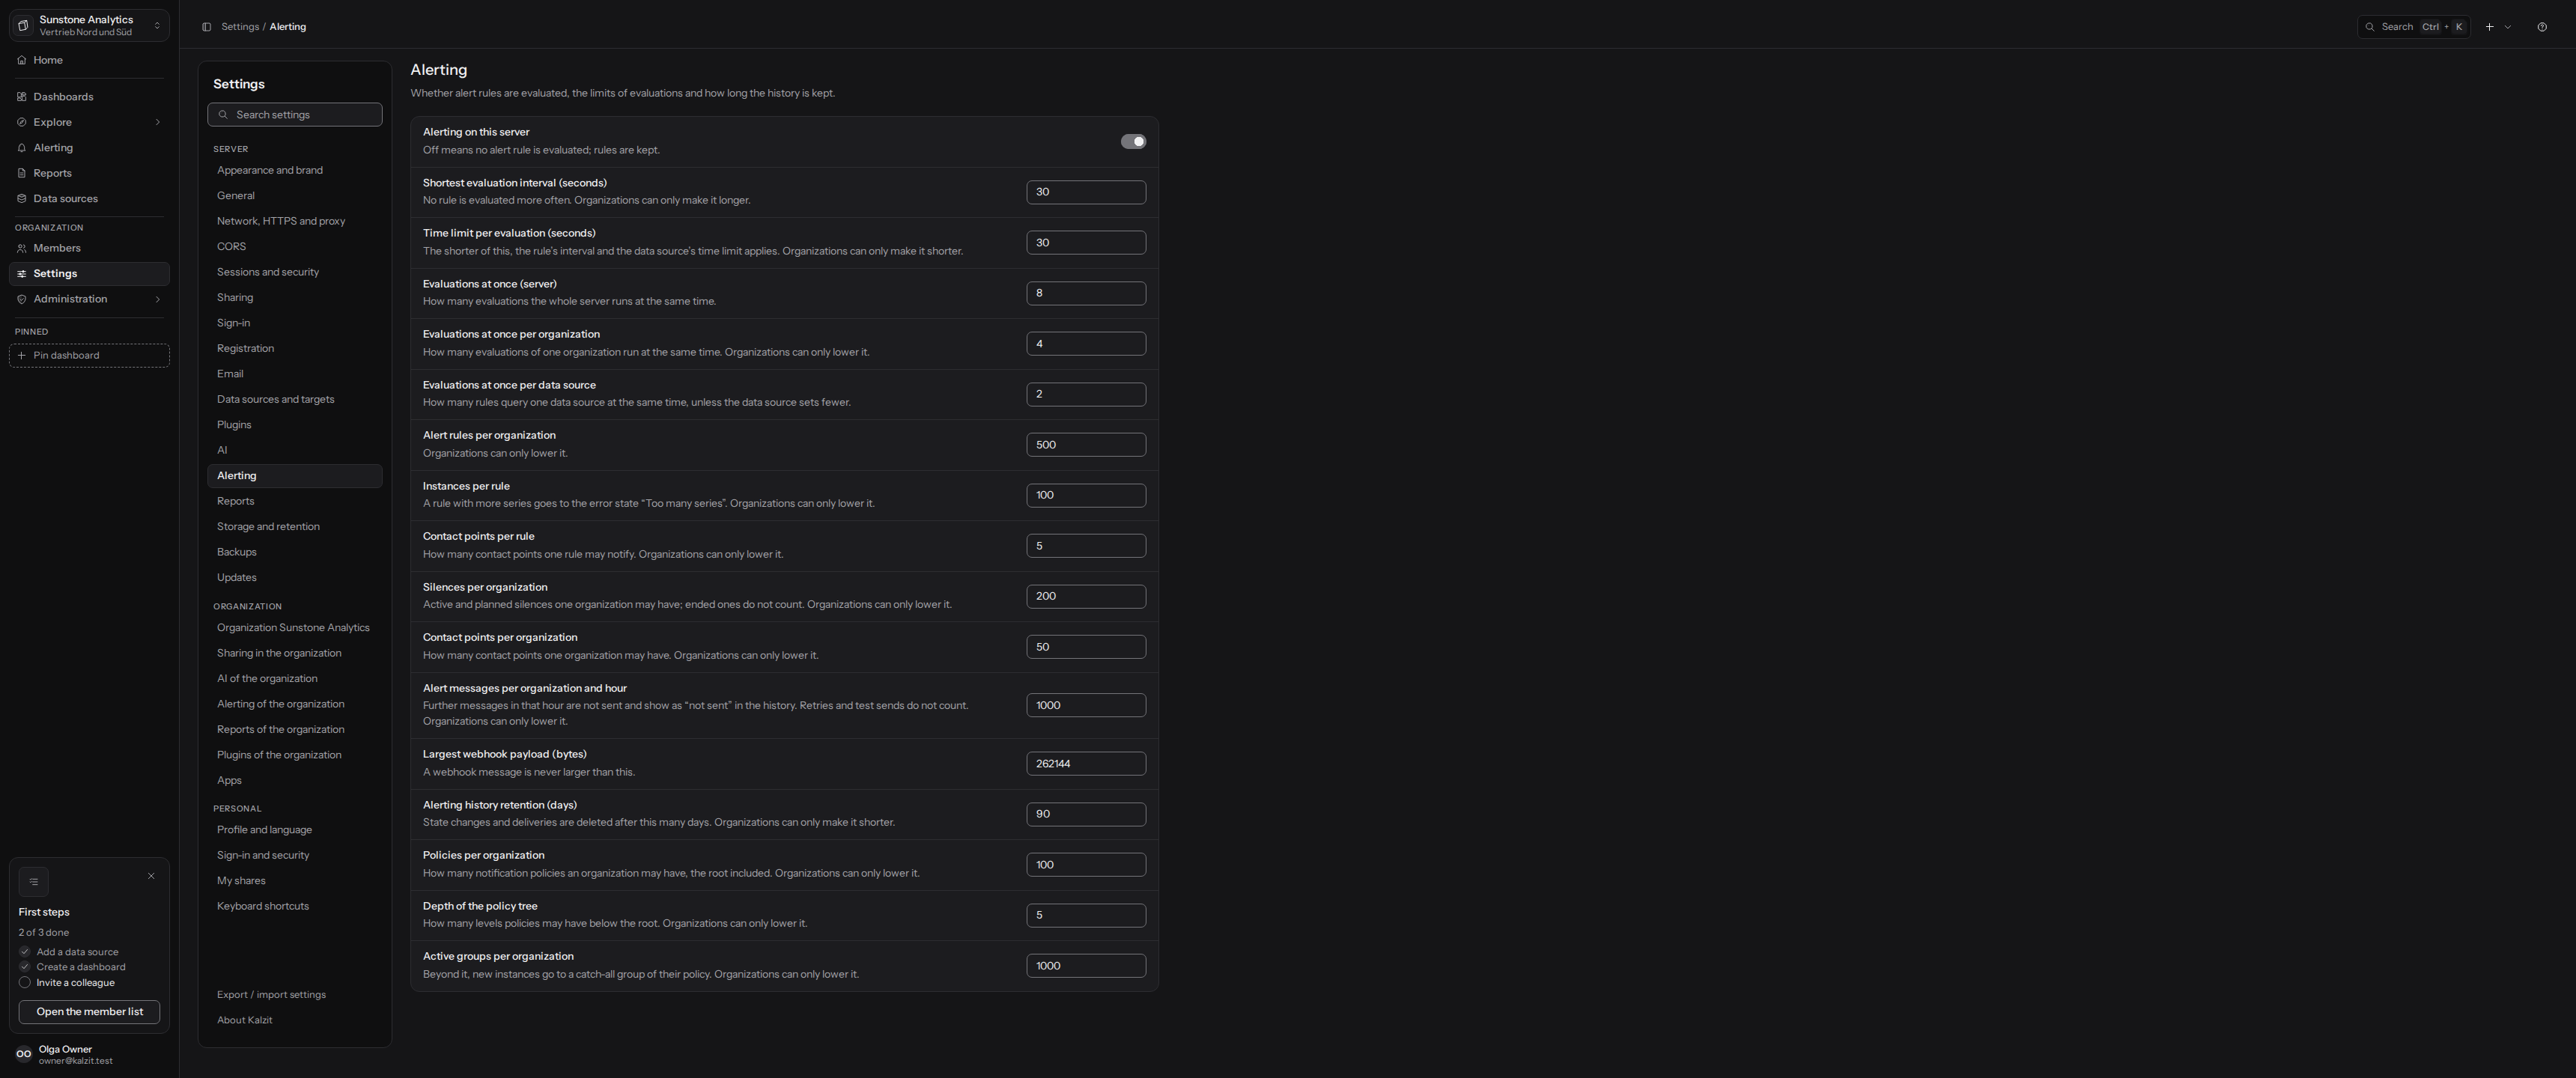 Sunstone Analytics
Vertrieb Nord und Süd
Home
Dashboards
Explore
Alerting
Reports
Data sources
ORGANIZATION
Members
Settings
Administration
PINNED
Pin dashboard
First steps
2 of 3 done
Add a data source
Create a dashboard
Invite a colleague
Open the member list
OO
Olga Owner
owner@kalzit.test
Settings / Alerting
Search Ctrl + K
Settings
Search settings
SERVER
Appearance and brand
General
Network, HTTPS and proxy
CORS
Sessions and security
Sharing
Sign-in
Registration
Email
Data sources and targets
Plugins
AI
Alerting
Reports
Storage and retention
Backups
Updates
ORGANIZATION
Organization Sunstone Analytics
Sharing in the organization
AI of the organization
Alerting of the organization
Reports of the organization
Plugins of the organization
Apps
PERSONAL
Profile and language
Sign-in and security
My shares
Keyboard shortcuts
Export / import settings
About Kalzit
Alerting
Whether alert rules are evaluated, the limits of evaluations and how long the history is kept.
Alerting on this server
Off means no alert rule is evaluated; rules are kept.
Shortest evaluation interval (seconds)
No rule is evaluated more often. Organizations can only make it longer.
30
Time limit per evaluation (seconds)
The shorter of this, the rule's interval and the data source's time limit applies. Organizations can only make it shorter.
30
Evaluations at once (server)
How many evaluations the whole server runs at the same time.
8
Evaluations at once per organization
How many evaluations of one organization run at the same time. Organizations can only lower it.
4
Evaluations at once per data source
How many rules query one data source at the same time, unless the data source sets fewer.
2
Alert rules per organization
Organizations can only lower it.
500
Instances per rule
A rule with more series goes to the error state “Too many series”. Organizations can only lower it.
100
Contact points per rule
How many contact points one rule may notify. Organizations can only lower it.
5
Silences per organization
Active and planned silences one organization may have; ended ones do not count. Organizations can only lower it.
200
Contact points per organization
How many contact points one organization may have. Organizations can only lower it.
50
Alert messages per organization and hour
Further messages in that hour are not sent and show as “not sent” in the history. Retries and test sends do not count.
Organizations can only lower it.
1000
Largest webhook payload (bytes)
A webhook message is never larger than this.
262144
Alerting history retention (days)
State changes and deliveries are deleted after this many days. Organizations can only make it shorter.
90
Policies per organization
How many notification policies an organization may have, the root included. Organizations can only lower it.
100
Depth of the policy tree
How many levels policies may have below the root. Organizations can only lower it.
5
Active groups per organization
Beyond it, new instances go to a catch-all group of their policy. Organizations can only lower it.
1000